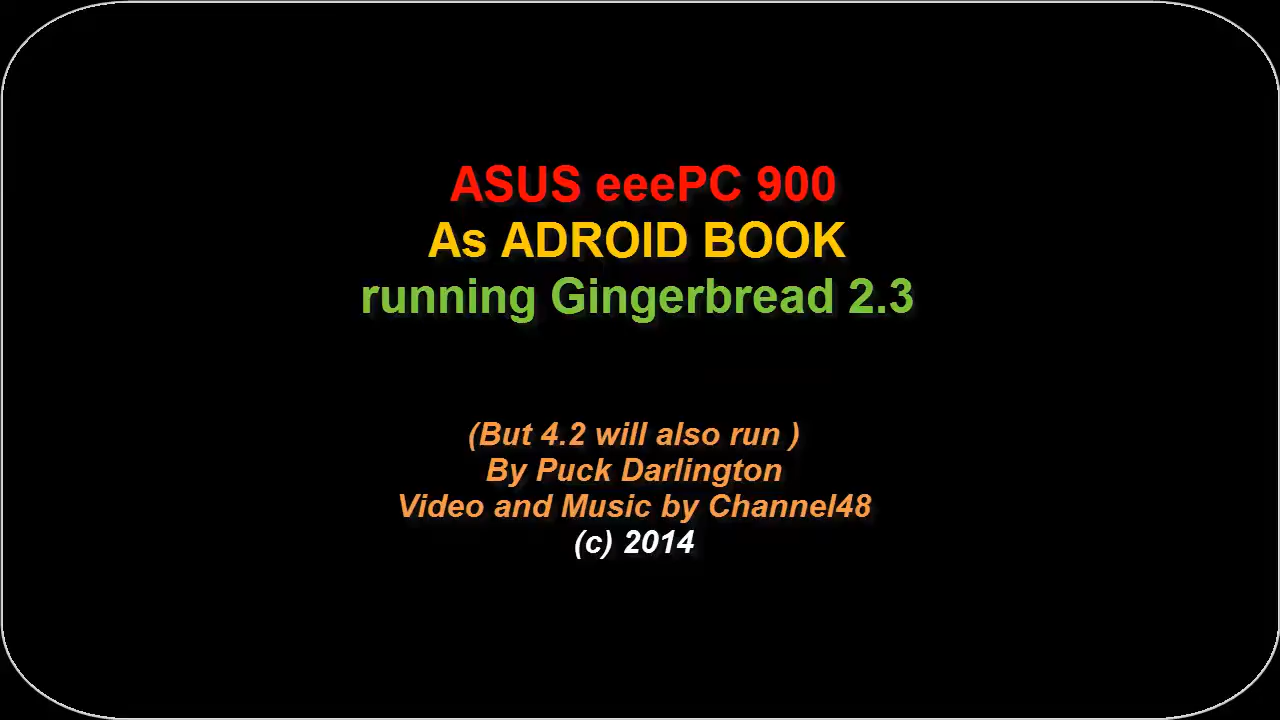 ASUS eeePC 900
As ADROID BOOK
running Gingerbread 2.3
(But 4.2 will also run )
By Puck Darlington
Video and Music by Channel48
(c) 2014